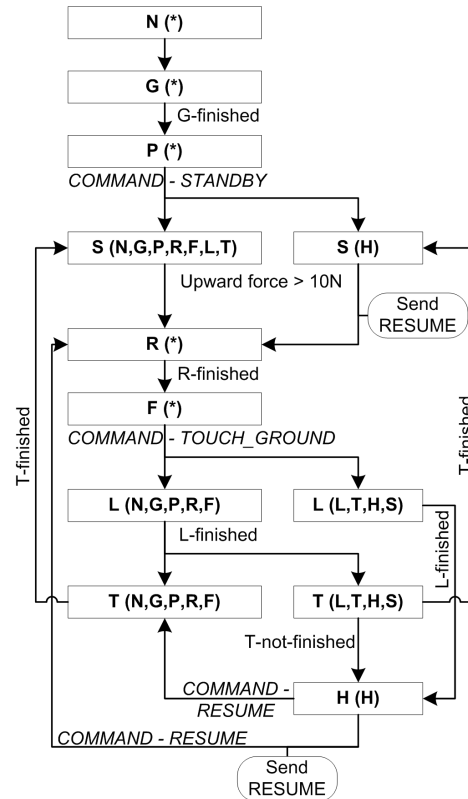 N (*)
G (*)
G-finished
P (*)
COMMAND - STANDBY
S (N,G,P,R,F,L,T)
S (H)
Upward force > 10N
Send
RESUME
R (*)
R-finished
F (*)
T-finished
T-finished
COMMAND - TOUCH_GROUND
L (N,G,P,R,F)
L (L,T,H,S)
L-finished
L-finished
T (N,G,P,R,F)
T (L,T,H,S)
T-not-finished
COMMAND -
RESUME
H (H)
COMMAND - RESUME
Send
RESUME